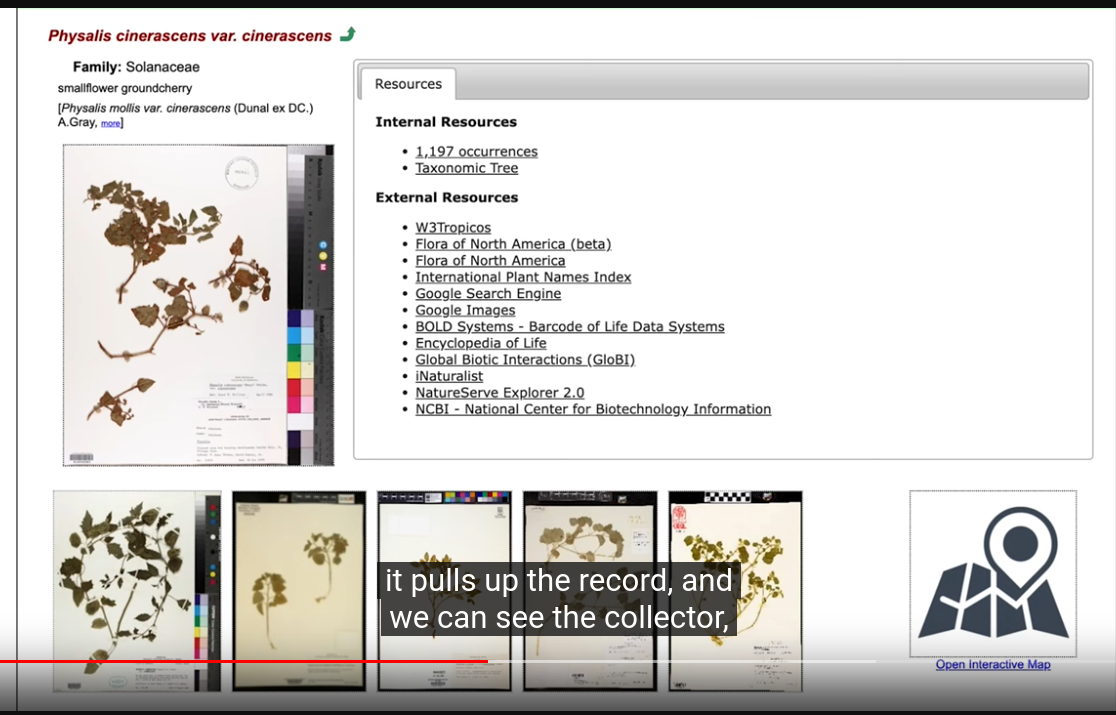 Physalis cinerascens var. cinerascens
Family: Solanaceae
smallflower groundcherry
[Physalis mollis var. cinerascens (Dunal ex DC.)
A.Gray, more]
Resources
Internal Resources
• 1,197 occurrences
• Taxonomic Tree
External Resources
• W3Tropicos
• Flora of North America (beta)
• Flora of North America
• International Plant Names Index
• Google Search Engine
• Google Images
• BOLD Systems - Barcode of Life Data Systems
• Encyclopedia of Life
• Global Biotic Interactions (GloBI)
• iNaturalist
• NatureServe Explorer 2.0
• NCBI - National Center for Biotechnology Information
it pulls up the record, and
we can see the collector,
Open Interactive Map